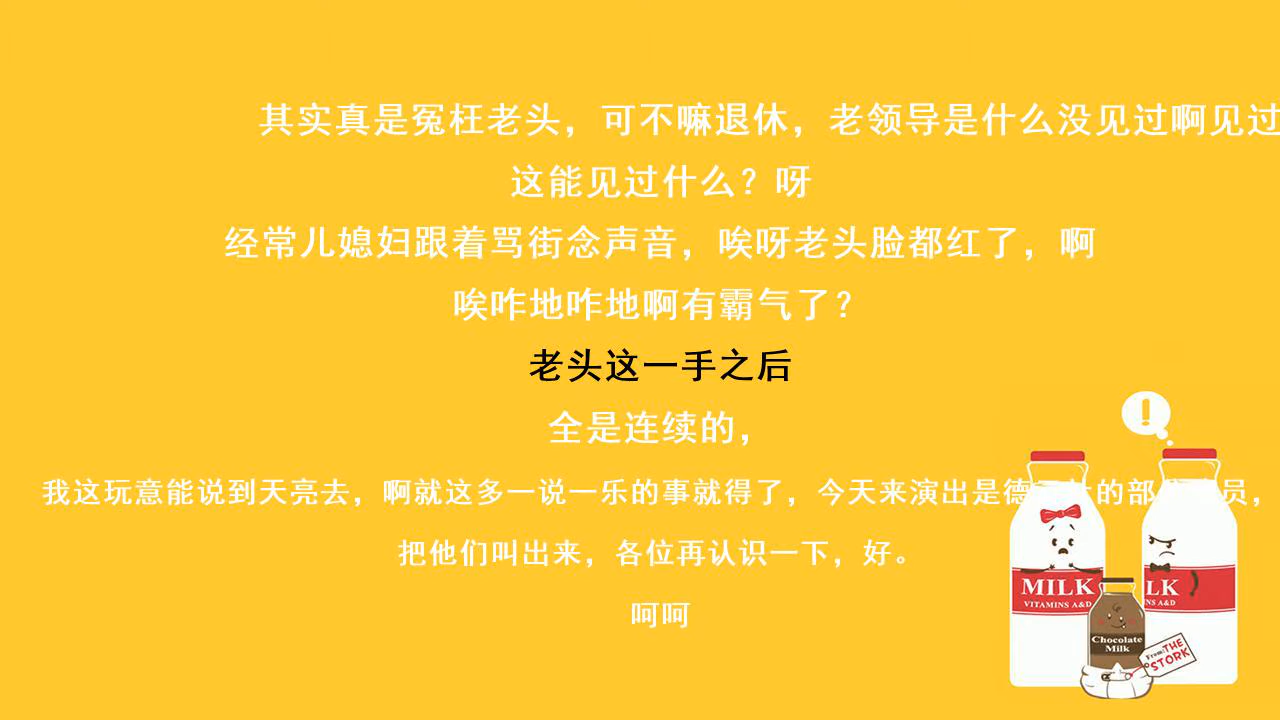 其实真是冤枉老头，可不嘛退休，老领导是什么没见过啊见过
这能见过什么？呀
经常儿媳妇跟着骂街念声音，唉呀老头脸都红了，啊
唉咋地咋地啊有霸气了？
老头这一手之后
全是连续的，
我这玩意能说到天亮去，啊就这多一说一乐的事就得了，今天来演出是德 的部 员，
把他们叫出来，各位再认识一下，好。
呵呵
!
MILK
VITAMINS A&D
LK
NS A&D
Chocolate
Milk
From: THE
STORK